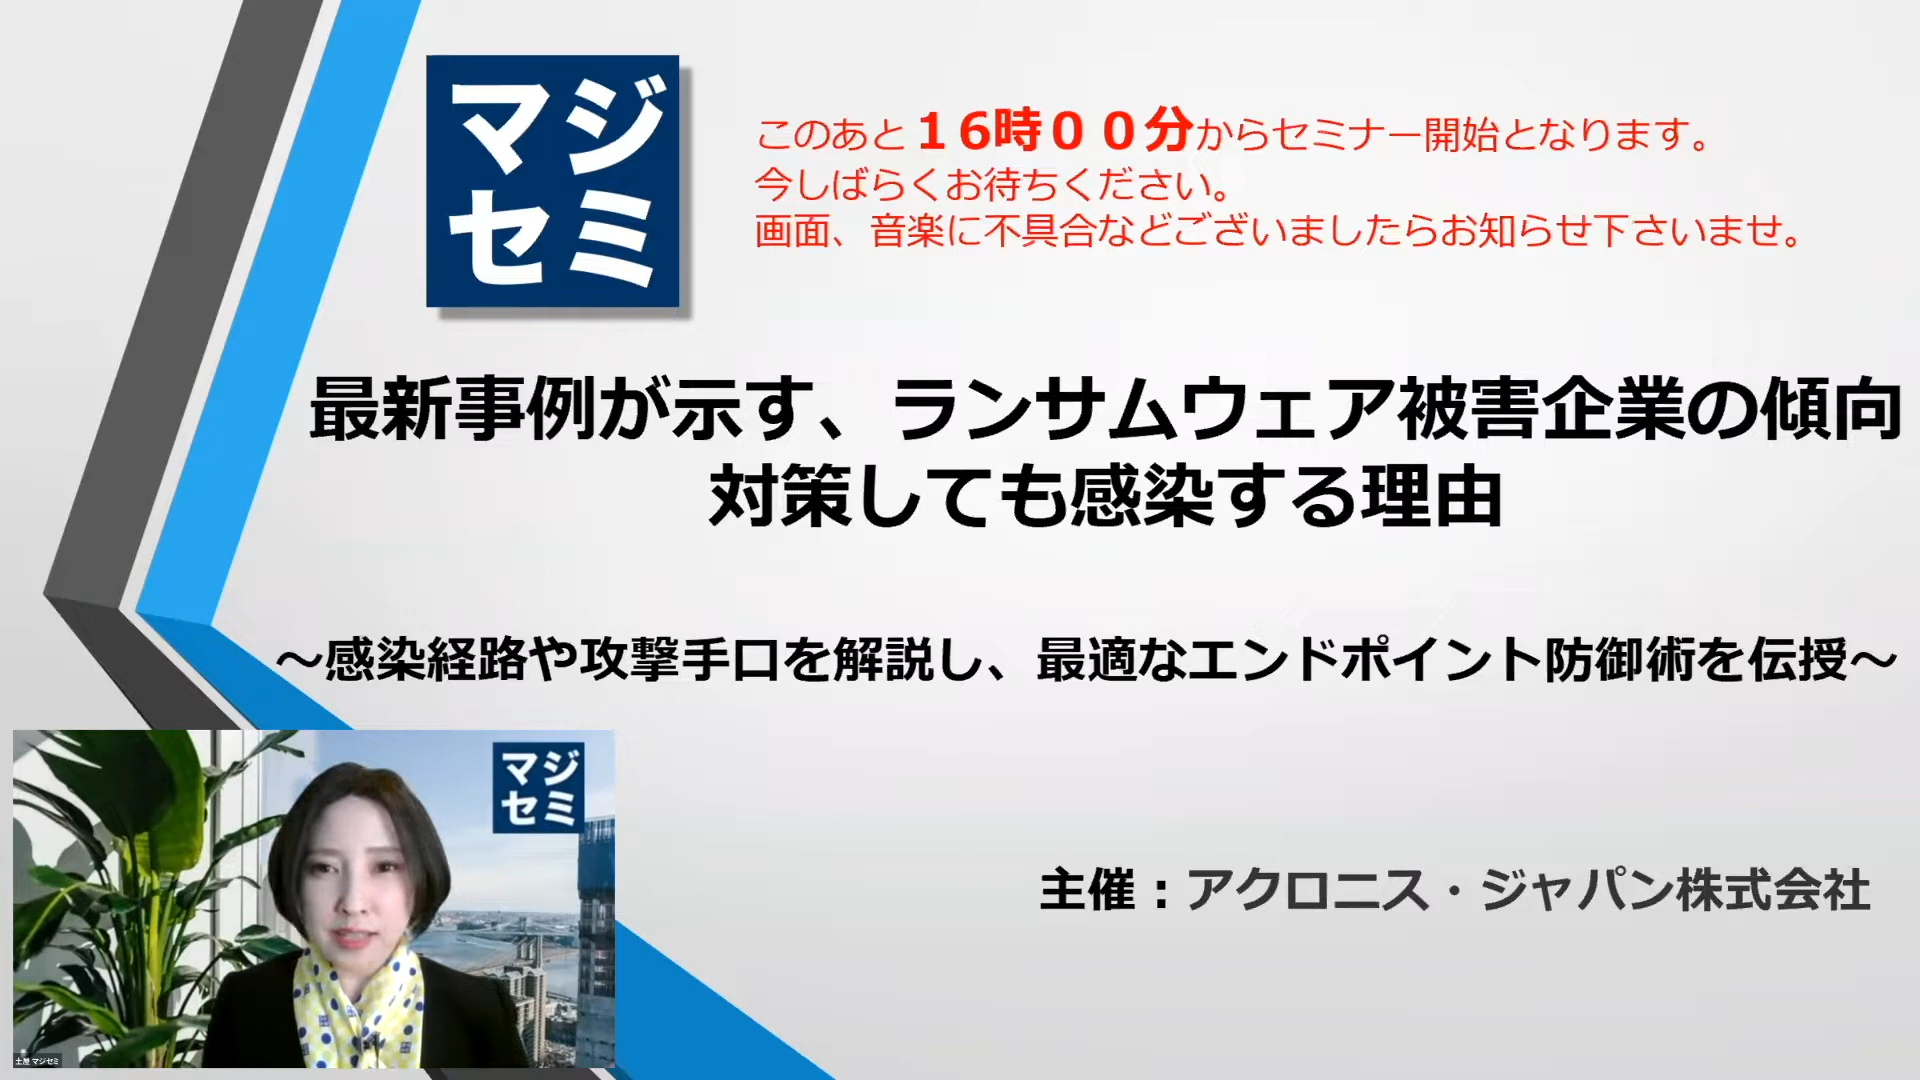 マジ
セミ
このあと１６時００分からセミナー開始となります。
今しばらくお待ちください。
画面、音楽に不具合などございましたらお知らせ下さいませ。
最新事例が示す、ランサムウェア被害企業の傾向
対策しても感染する理由
～感染経路や攻撃手口を解説し、最適なエンドポイント防御術を伝授～
マジ
セミ
主催：アクロニス・ジャパン株式会社
土屋 マジセミ